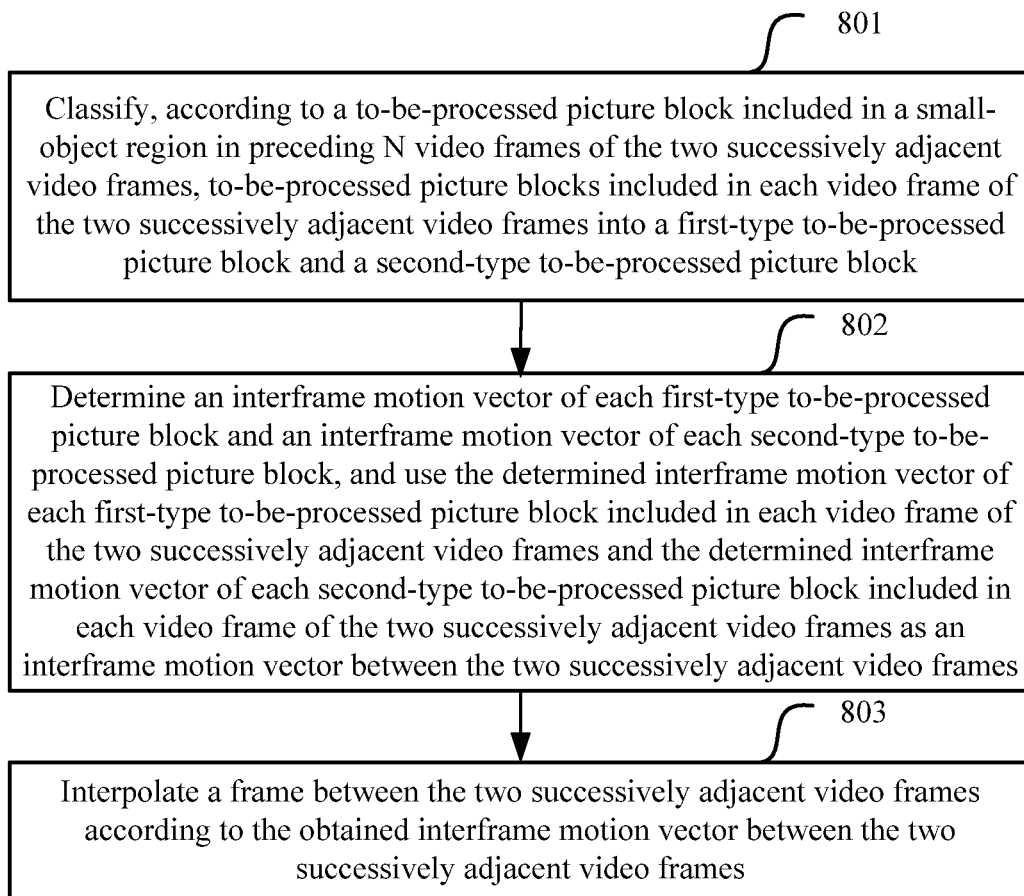 801
Classify, according to a to-be-processed picture block included in a small-
object region in preceding N video frames of the two successively adjacent
video frames, to-be-processed picture blocks included in each video frame of
the two successively adjacent video frames into a first-type to-be-processed
picture block and a second-type to-be-processed picture block
802
Determine an interframe motion vector of each first-type to-be-processed
picture block and an interframe motion vector of each second-type to-be-
processed picture block, and use the determined interframe motion vector of
each first-type to-be-processed picture block included in each video frame of
the two successively adjacent video frames and the determined interframe
motion vector of each second-type to-be-processed picture block included in
each video frame of the two successively adjacent video frames as an
interframe motion vector between the two successively adjacent video frames
803
Interpolate a frame between the two successively adjacent video frames
according to the obtained interframe motion vector between the two
successively adjacent video frames